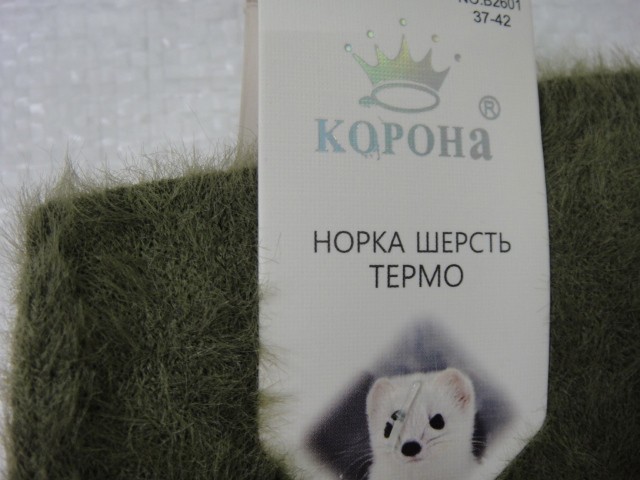 NO.B2601
37-42
КОРОНа®
НОРКА ШЕРСТЬ
ТЕРМО